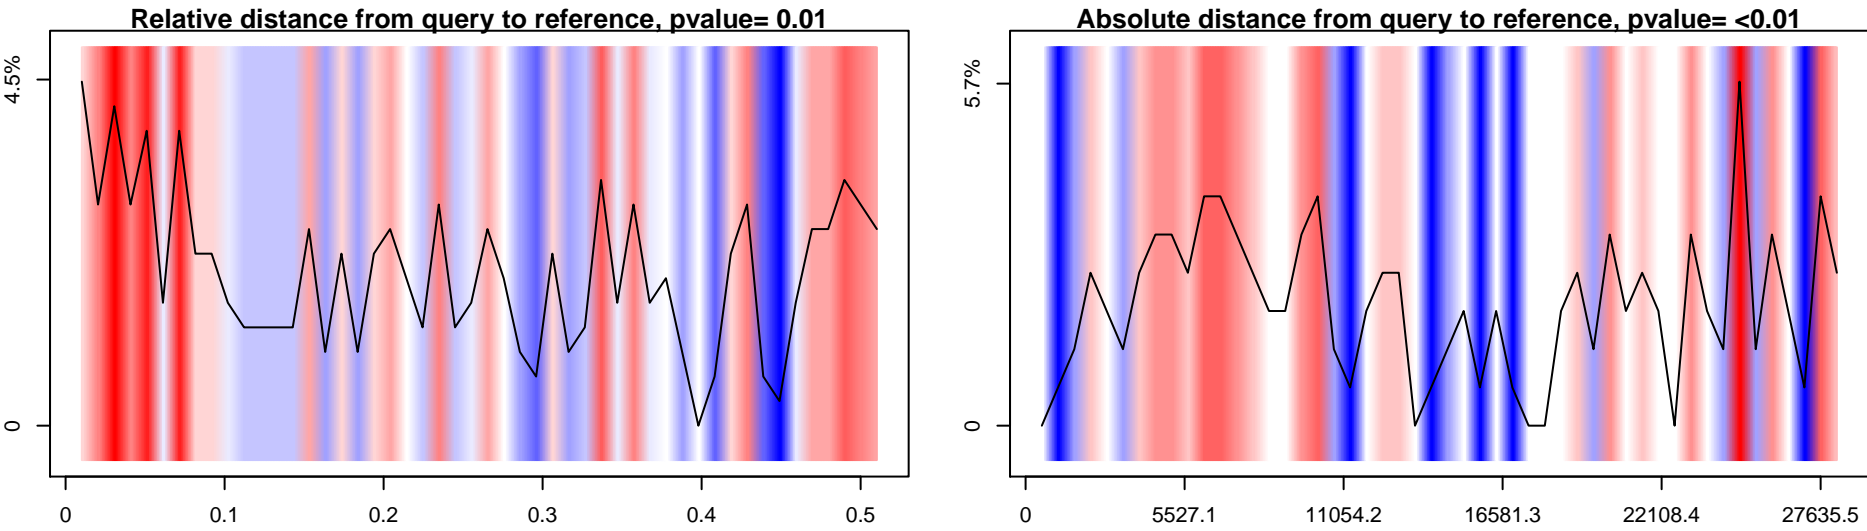 Relative distance from query to reference, pvalue= 0.01
4.5%
0
0 0.1 0.2 0.3 0.4 0.5
Absolute distance from query to reference, pvalue= <0.01
5.7%
0
0 5527.1 11054.2 16581.3 22108.4 27635.5